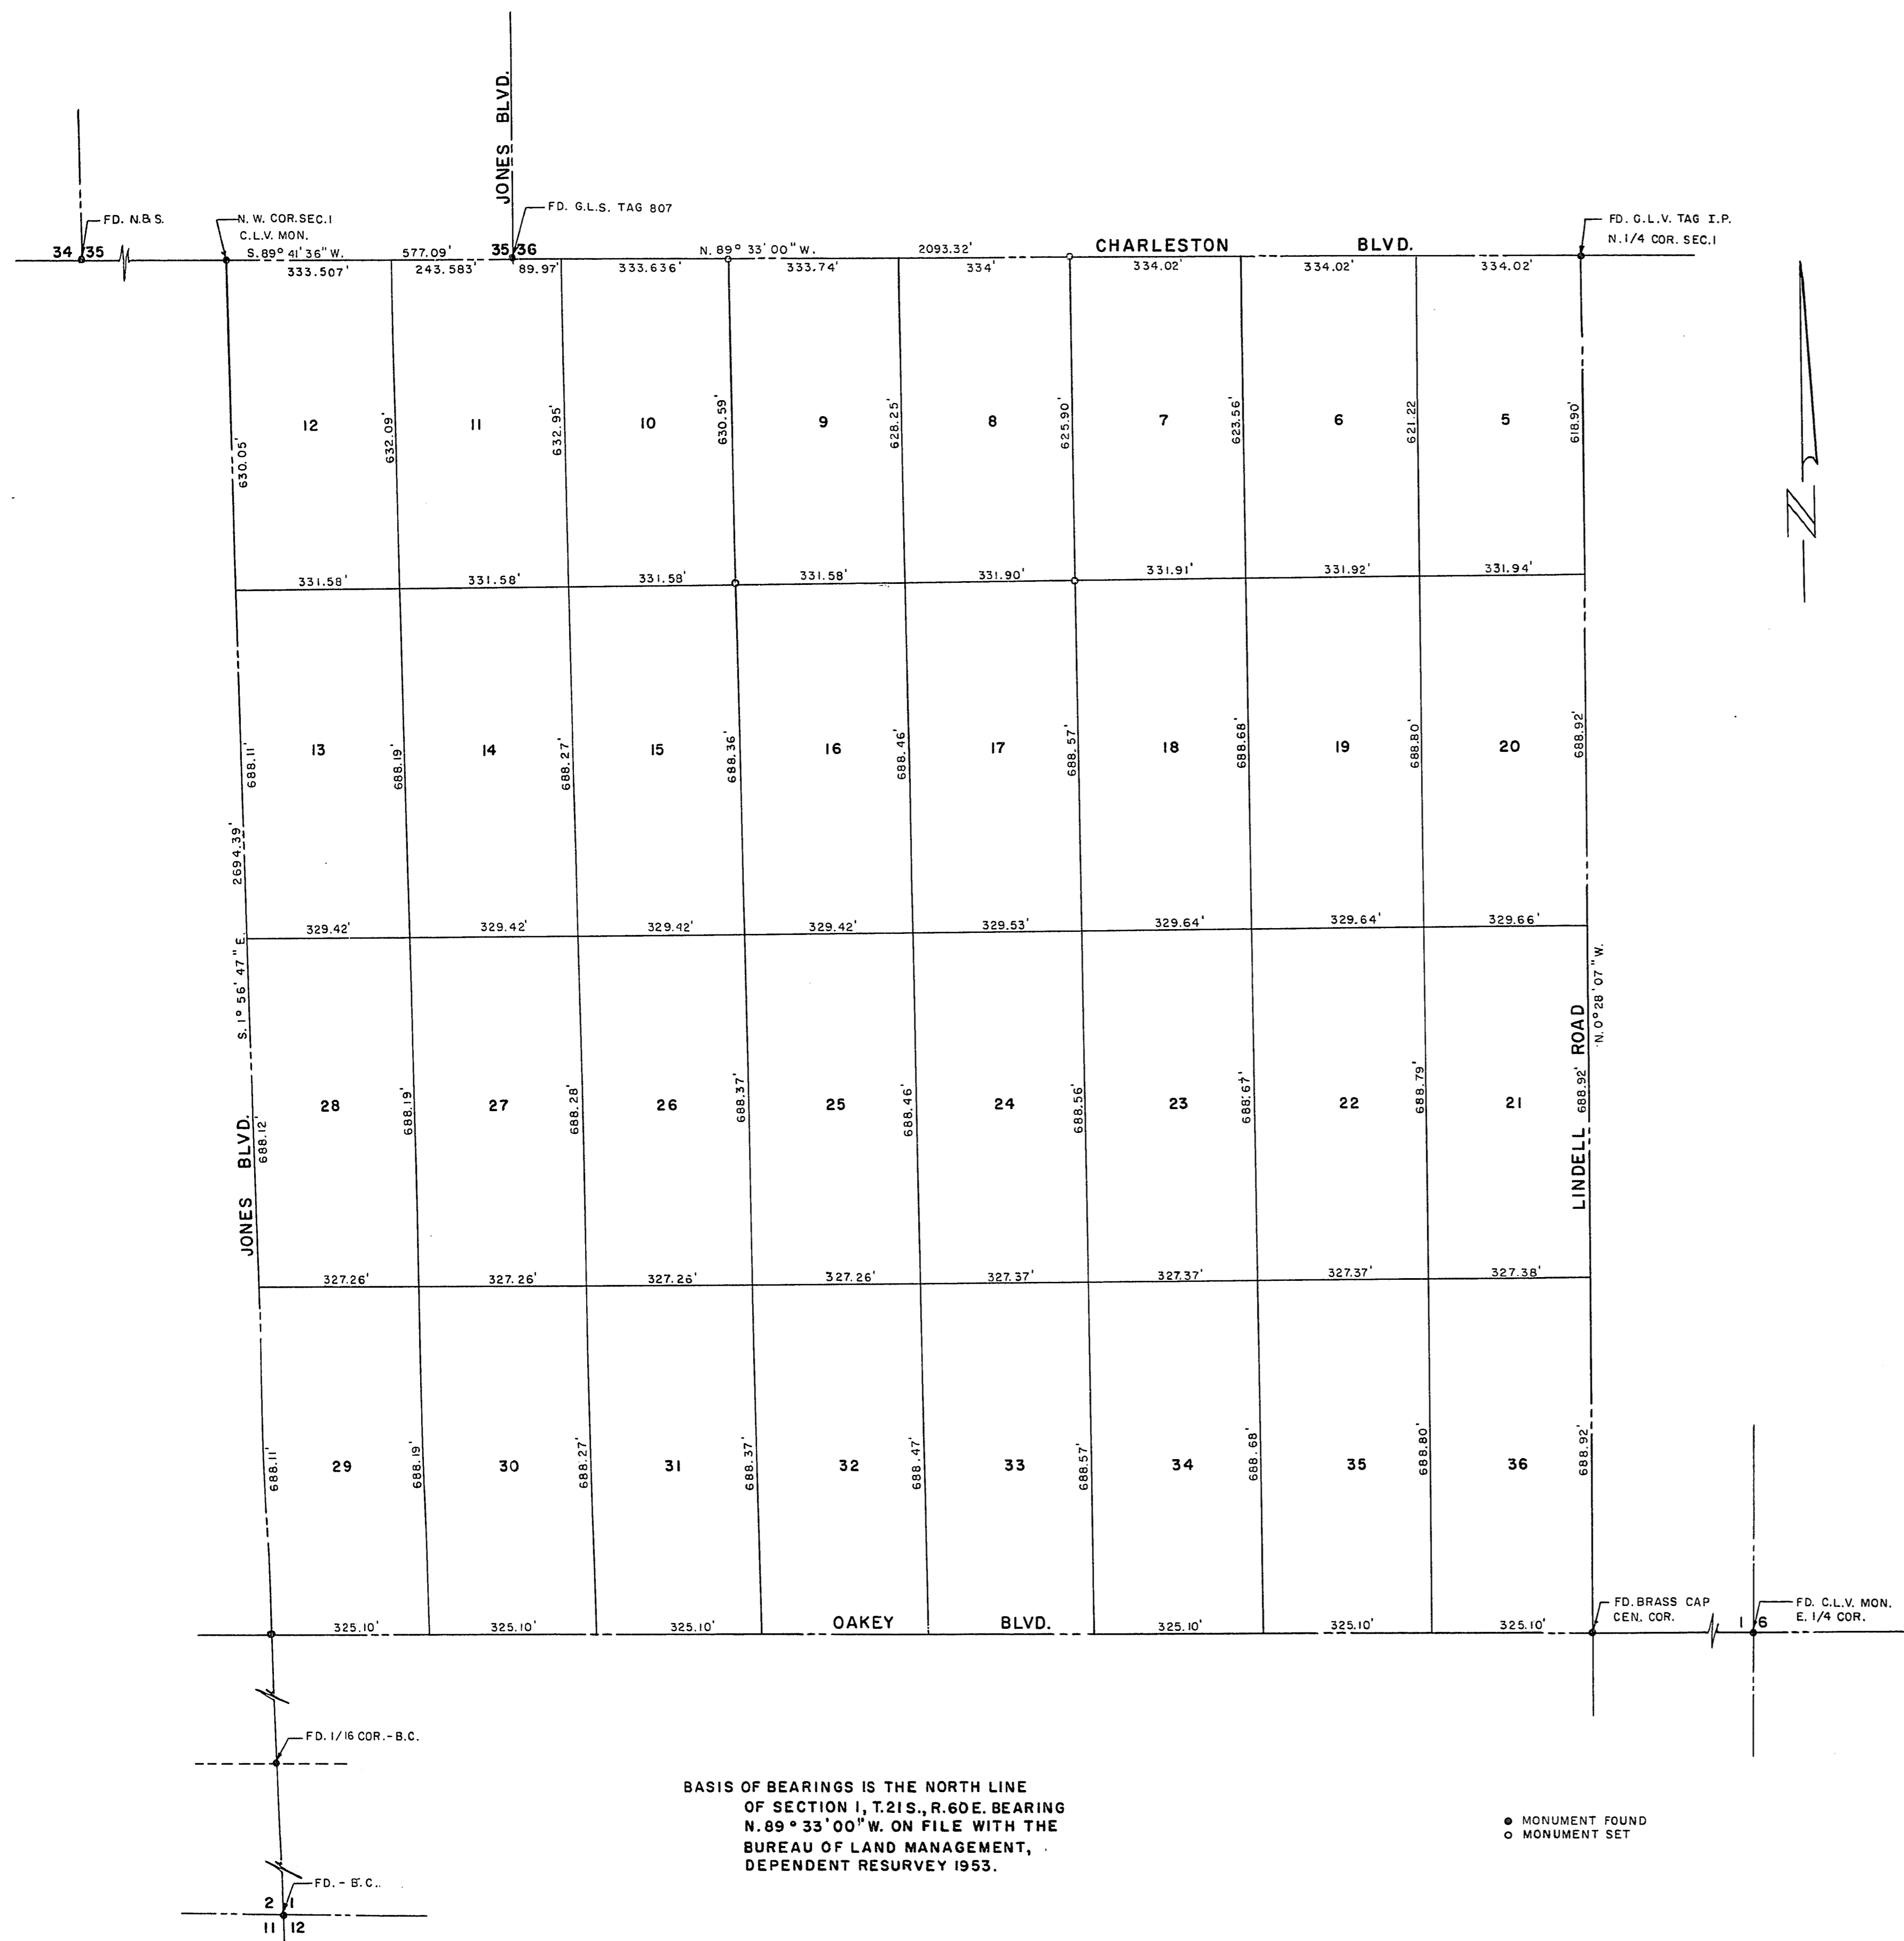 JONES BLVD.
FD. N.& S.
N. W. COR. SEC. 1
C.L.V. MON.
FD. G.L.S. TAG 807
FD. G.L.V. TAG I.P.
N. 1/4 COR. SEC. 1
34 35
S. 89° 41' 36" W. 577.09'
35 36
N. 89° 33' 00" W. 2093.32'
CHARLESTON BLVD.
333.507' 243.583' 89.97' 333.636' 333.74' 334' 334.02' 334.02' 334.02'
12 11 10 9 8 7 6 5
630.05' 632.09' 632.95' 630.59' 628.25' 625.90' 623.56' 621.22 618.90'
N
331.58' 331.58' 331.58' 331.58' 331.90' 331.91' 331.92' 331.94'
13 14 15 16 17 18 19 20
688.11' 688.19' 688.27' 688.36' 688.46' 688.57' 688.68' 688.80' 688.92'
S. 1° 56' 47" E. 2694.39'
329.42' 329.42' 329.42' 329.42' 329.53' 329.64' 329.64' 329.66'
N. 0° 28' 07" W.
JONES BLVD.
LINDELL ROAD
28 27 26 25 24 23 22 21
688.12' 688.19' 688.28' 688.37' 688.46' 688.56' 688.67' 688.79' 688.92'
327.26' 327.26' 327.26' 327.26' 327.37' 327.37' 327.37' 327.38'
29 30 31 32 33 34 35 36
688.11' 688.19' 688.27' 688.37' 688.47' 688.57' 688.68' 688.80' 688.92'
325.10' 325.10' 325.10' OAKEY BLVD. 325.10' 325.10' 325.10'
FD. BRASS CAP
CEN. COR.
1 6
FD. C.L.V. MON.
E. 1/4 COR.
FD. 1/16 COR.-B.C.
FD. - B.C.
2 1
11 12
BASIS OF BEARINGS IS THE NORTH LINE
OF SECTION 1, T.21S., R.60E. BEARING
N. 89° 33' 00" W. ON FILE WITH THE
BUREAU OF LAND MANAGEMENT,
DEPENDENT RESURVEY 1953.
MONUMENT FOUND
MONUMENT SET